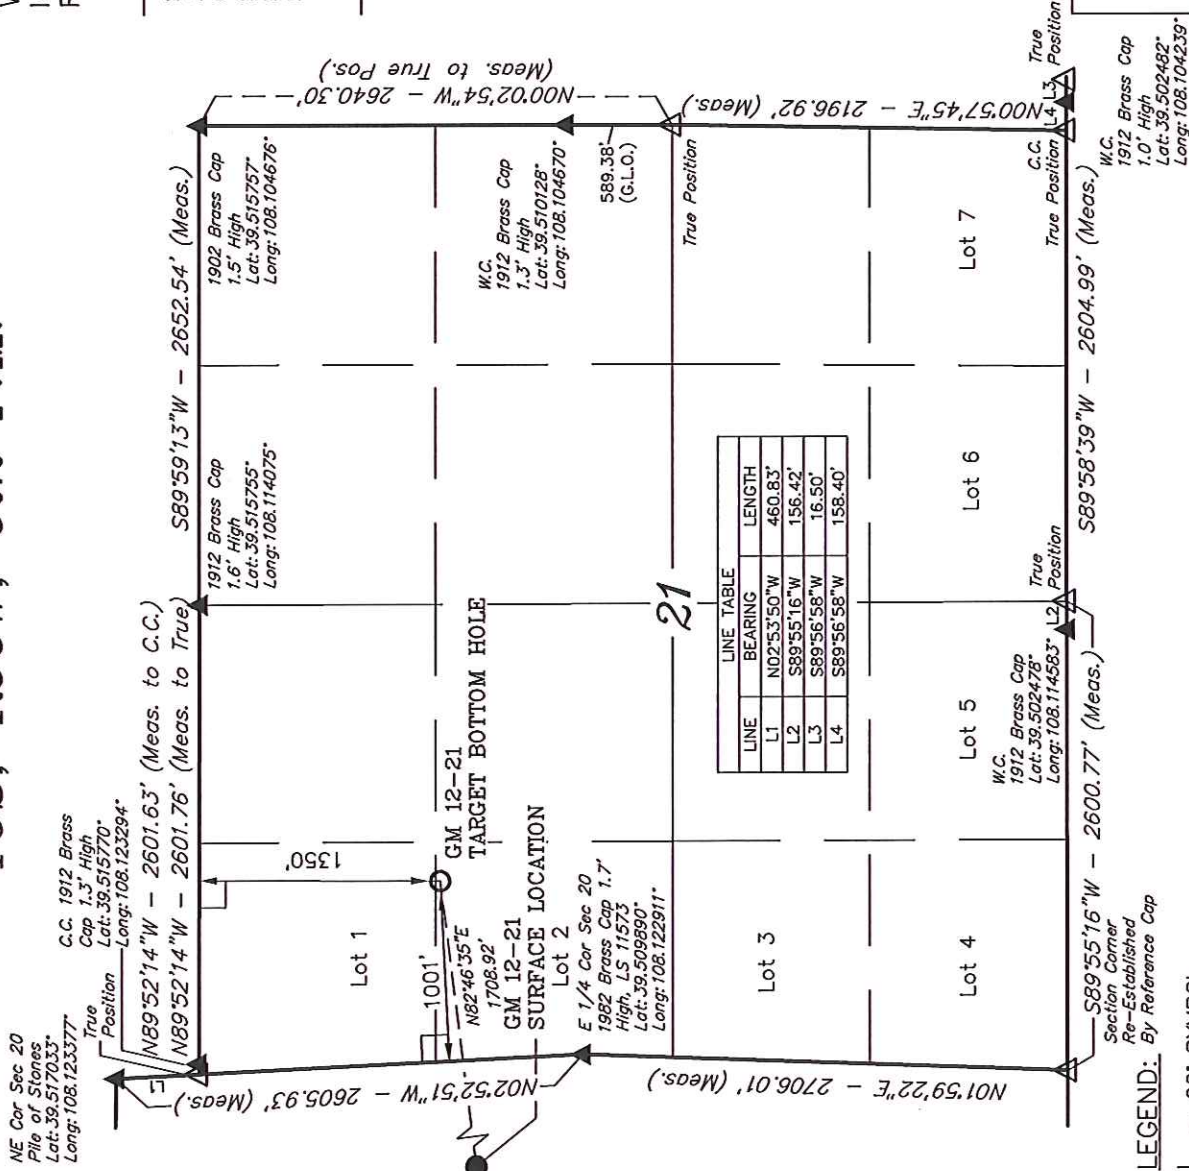 NE Cor Sec 20
Pile of Stones
Lat: 39.517033°
Long: 108.123377°
True
Position
C.C. 1912 Brass
Cap 1.3' High
Lat: 39.515770°
Long: 108.123294°
N89°52'14"W - 2601.63' (Meas. to C.C.)
N89°52'14"W - 2601.76' (Meas. to True)
S89°59'13"W - 2652.54' (Meas.)
1912 Brass Cap
1.6' High
Lat: 39.515755°
Long: 108.114075°
1902 Brass Cap
1.5' High
Lat: 39.515757°
Long: 108.104676°
N00°02'54"W - 2640.30'
(Meas. to True Pos.)
L1
Lot 1
1350'
1001'
N82°46'35"E
1708.92'
GM 12-21
TARGET BOTTOM HOLE
GM 12-21
SURFACE LOCATION
Lot 2
E 1/4 Cor Sec 20
1982 Brass Cap 1.7'
High, LS 11573
Lat: 39.509890°
Long: 108.122911°
N02°52'51"W - 2605.93' (Meas.)
W.C.
1912 Brass Cap
1.3' High
Lat: 39.510128°
Long: 108.104670°
589.38'
(G.L.O.)
True Position
21
Lot 3
LINE TABLE
LINE BEARING LENGTH
L1 N02°53'50"W 460.83'
L2 S89°55'16"W 156.42'
L3 S89°56'58"W 16.50'
L4 S89°56'58"W 158.40'
N01°59'22"E - 2706.01' (Meas.)
N00°57'45"E - 2196.92' (Meas.)
Lot 4
Lot 5
Lot 6
Lot 7
W.C.
1912 Brass Cap
Lat: 39.502478°
Long: 108.114583°
L2
True
Position
C.C.
True Position
L4
L3
True
Position
W.C.
1912 Brass Cap
1.0' High
Lat: 39.502482°
Long: 108.104239°
S89°55'16"W - 2600.77' (Meas.)
S89°58'39"W - 2604.99' (Meas.)
Section Corner
Re-Established
By Reference Cap
LEGEND: